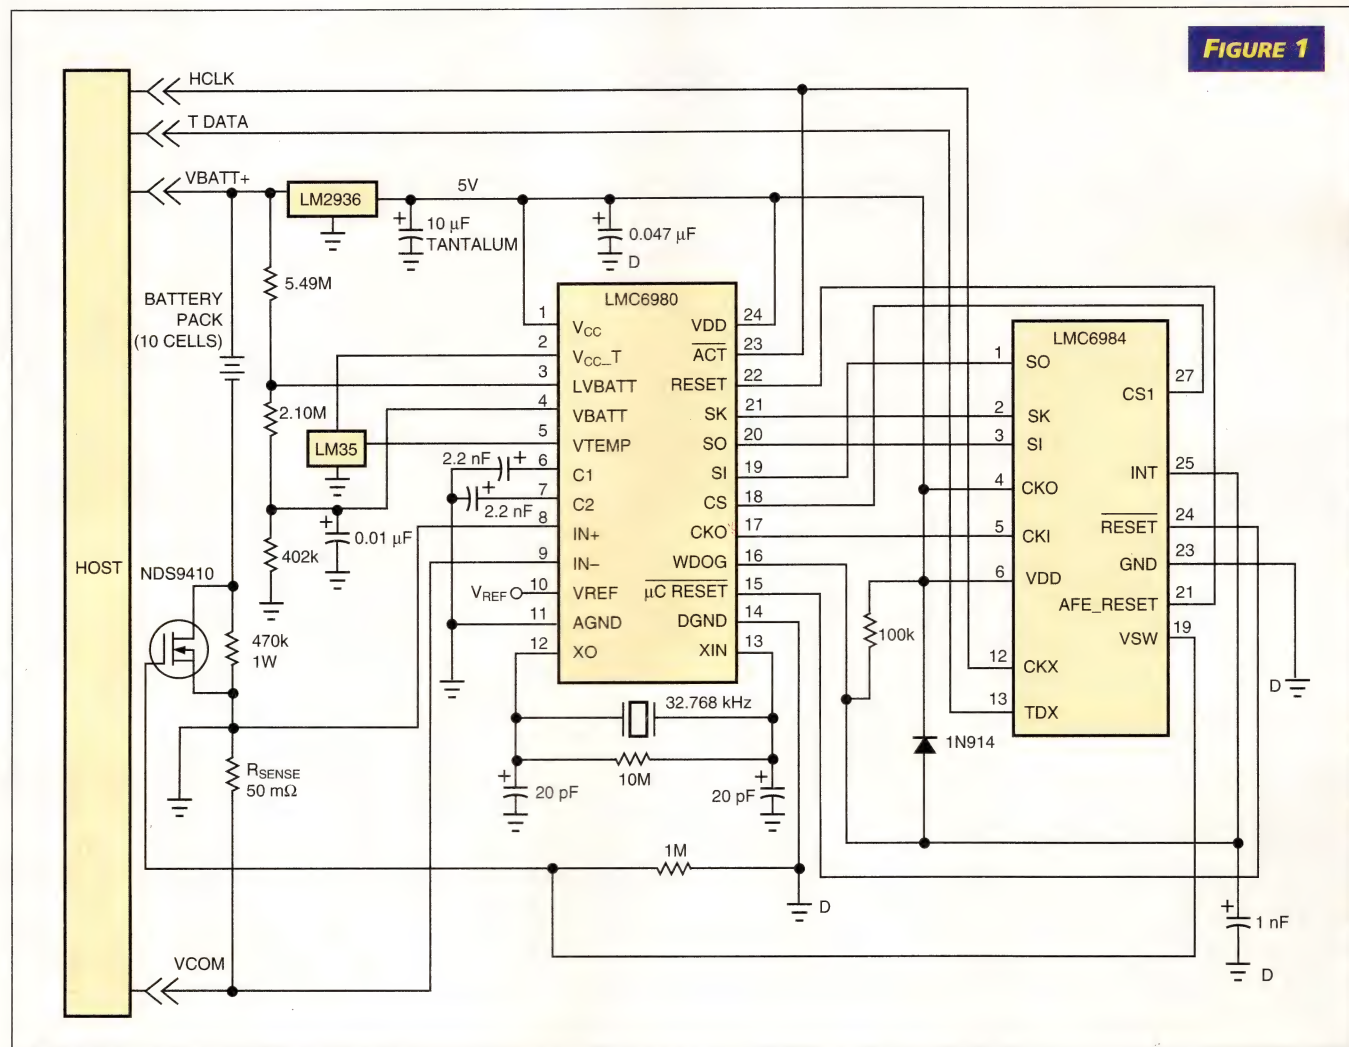 FIGURE 1
HCLK
T DATA
VBATT+
LM2936
5V
+
10 µF
TANTALUM
+
0.047 µF
D
5.49M
BATTERY
PACK
(10 CELLS)
2.10M
LM35
402k
+
0.01 µF
2.2 nF
+
+
2.2 nF
HOST
NDS9410
470k
1W
RSENSE
50 mΩ
VREF
LMC6980
1
VCC
2
VCC_T
3
LVBATT
4
VBATT
5
VTEMP
6
C1
7
C2
8
IN+
9
IN–
10
VREF
11
AGND
12
XO
24
VDD
23
ACT
22
RESET
21
SK
20
SO
19
SI
18
CS
17
CKO
16
WDOG
15
µC RESET
14
DGND
13
XIN
32.768 kHz
10M
+
20 pF
+
20 pF
1M
D
100k
1N914
LMC6984
1
SO
2
SK
3
SI
4
CKO
5
CKI
6
VDD
12
CKX
13
TDX
27
CS1
25
INT
24
RESET
23
GND
21
AFE_RESET
19
VSW
D
+
1 nF
D
VCOM